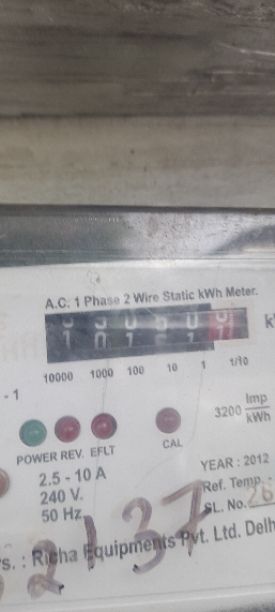 A.C. 1 Phase 2 Wire Static kWh Meter.
10000 1000 100 10 1 1/10
- 1
3200 Imp/kWh
POWER REV. EFLT CAL
2.5 - 10 A
240 V.
50 Hz
YEAR : 2012
Ref. Temp. -
SL. No.
2137
s. : Richa Equipments Pvt. Ltd. Delh